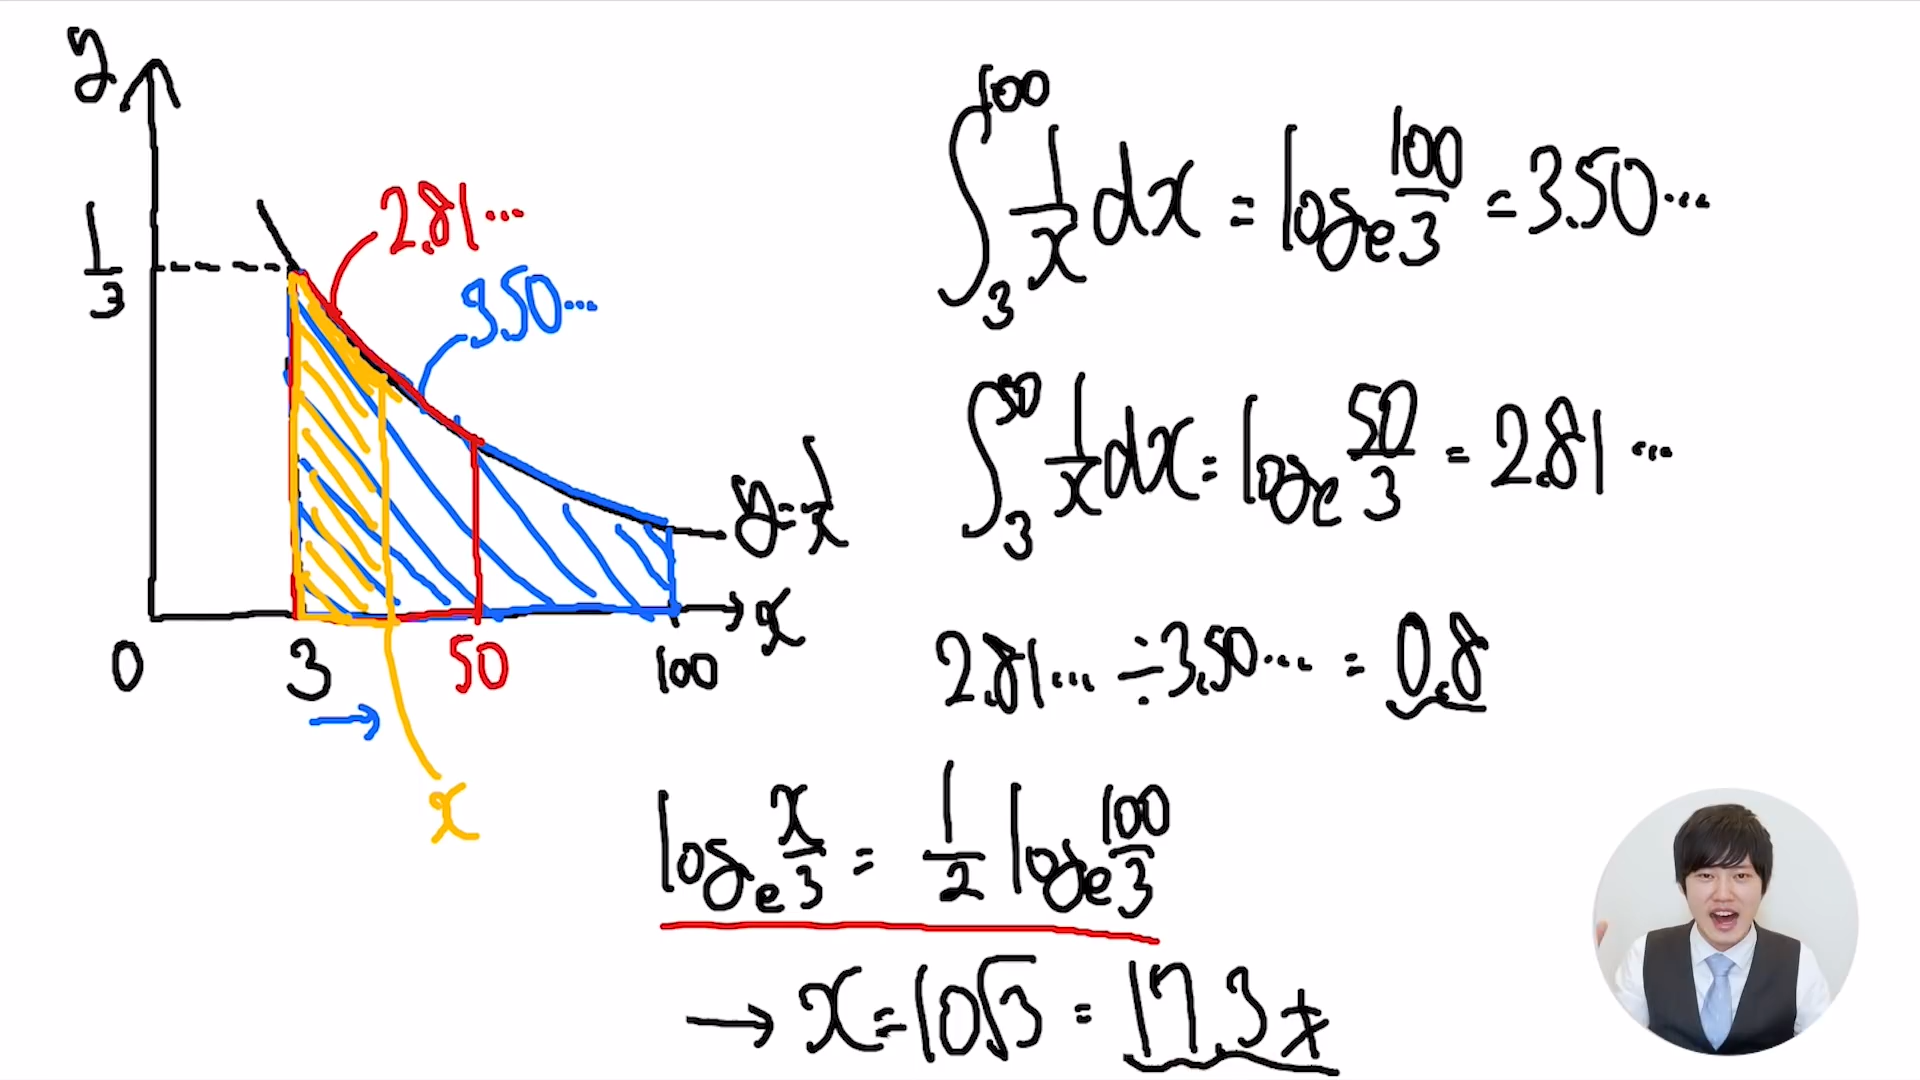 y
1/3
2.81…
3.50…
y=1/x
x
0
3
50
100
→
x
∫₃¹⁰⁰ 1/x dx = logₑ 100/3 = 3.50…
∫₃⁵⁰ 1/x dx = logₑ 50/3 = 2.81…
2.81… ÷ 3.50… = 0.8
logₑ x/3 = 1/2 logₑ 100/3
→ x = 10√3 = 17.3才